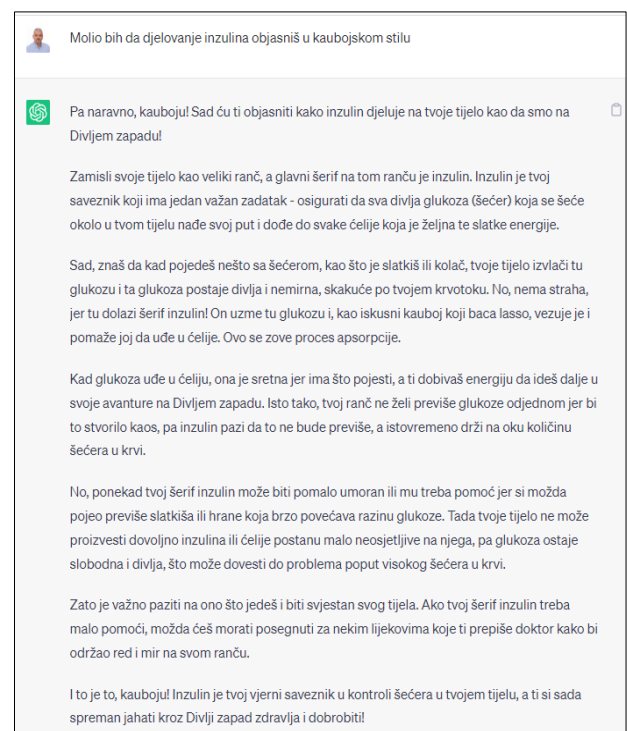 Molio bih da djelovanje inzulina objasniš u kaubojskom stilu
Pa naravno, kauboju! Sad ću ti objasniti kako inzulin djeluje na tvoje tijelo kao da smo na
Divljem zapadu!
Zamisli svoje tijelo kao veliki ranč, a glavni šerif na tom ranču je inzulin. Inzulin je tvoj
saveznik koji ima jedan važan zadatak - osigurati da sva divlja glukoza (šećer) koja se šeće
okolo u tvom tijelu nađe svoj put i dođe do svake ćelije koja je željna te slatke energije.
Sad, znaš da kad pojedeš nešto sa šećerom, kao što je slatkiš ili kolač, tvoje tijelo izvlači tu
glukozu i ta glukoza postaje divlja i nemirna, skakuće po tvojem krvotoku. No, nema straha,
jer tu dolazi šerif inzulin! On uzme tu glukozu i, kao iskusni kauboj koji baca lasso, vezuje je i
pomaže joj da uđe u ćelije. Ovo se zove proces apsorpcije.
Kad glukoza uđe u ćeliju, ona je sretna jer ima što pojesti, a ti dobivaš energiju da ideš dalje u
svoje avanture na Divljem zapadu. Isto tako, tvoj ranč ne želi previše glukoze odjednom jer bi
to stvorilo kaos, pa inzulin pazi da to ne bude previše, a istovremeno drži na oku količinu
šećera u krvi.
No, ponekad tvoj šerif inzulin može biti pomalo umoran ili mu treba pomoć jer si možda
pojeo previše slatkiša ili hrane koja brzo povećava razinu glukoze. Tada tvoje tijelo ne može
proizvesti dovoljno inzulina ili ćelije postanu malo neosjetljive na njega, pa glukoza ostaje
slobodna i divlja, što može dovesti do problema poput visokog šećera u krvi.
Zato je važno paziti na ono što jedeš i biti svjestan svog tijela. Ako tvoj šerif inzulin treba
malo pomoći, možda ćeš morati posegnuti za nekim lijekovima koje ti prepiše doktor kako bi
održao red i mir na svom ranču.
I to je to, kauboju! Inzulin je tvoj vjerni saveznik u kontroli šećera u tvojem tijelu, a ti si sada
spreman jahati kroz Divlji zapad zdravlja i dobrobiti!